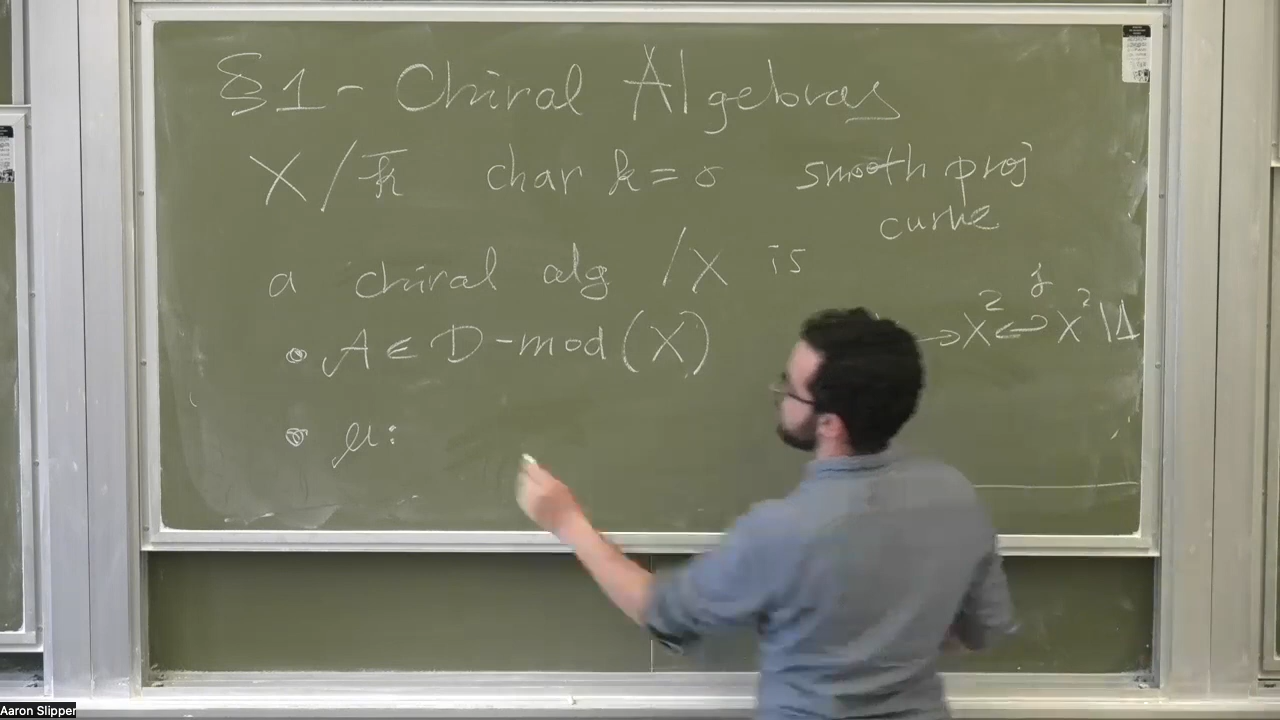 §1 - Chiral Algebras
X/k char k = 0 smooth proj
curve
a chiral alg /X is
• A ∈ D-mod(X) → X² ↩ X² \ Δ
j
• μ:
Aaron Slipper